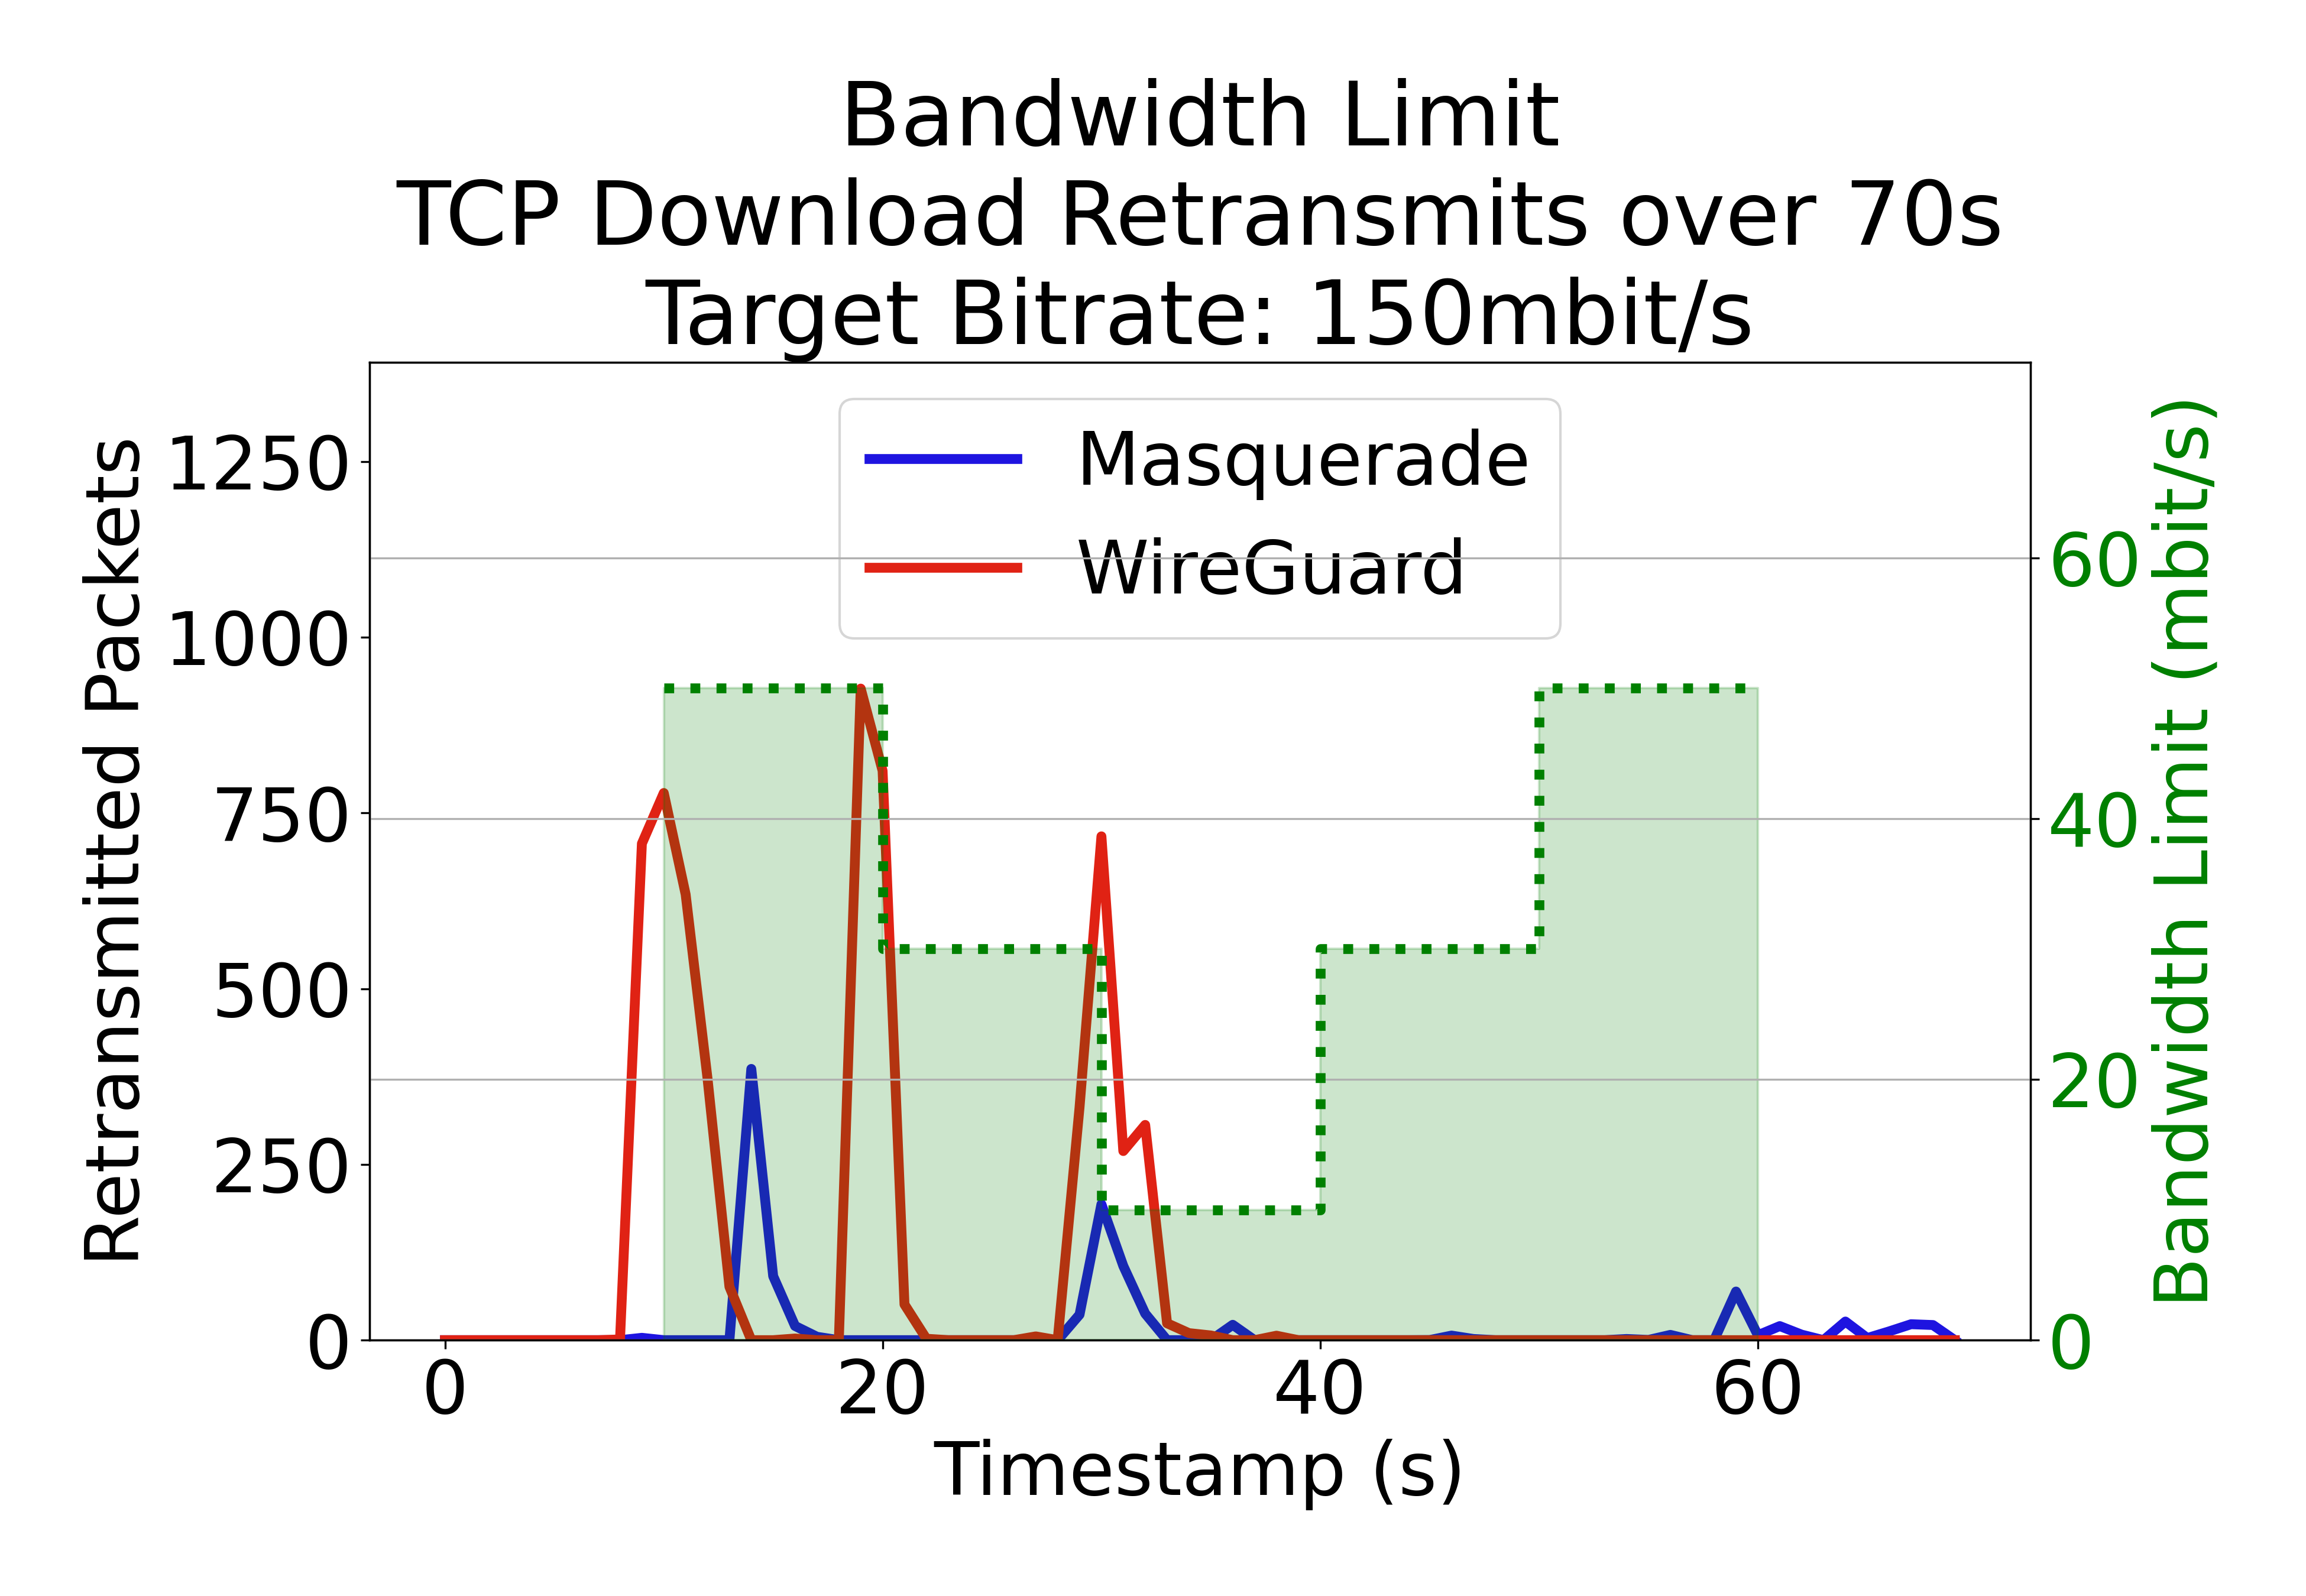 Bandwidth Limit
TCP Download Retransmits over 70s
Target Bitrate: 150mbit/s
Masquerade
WireGuard
Retransmitted Packets
1250
1000
750
500
250
0
Bandwidth Limit (mbit/s)
60
40
20
0
0
20
40
60
Timestamp (s)